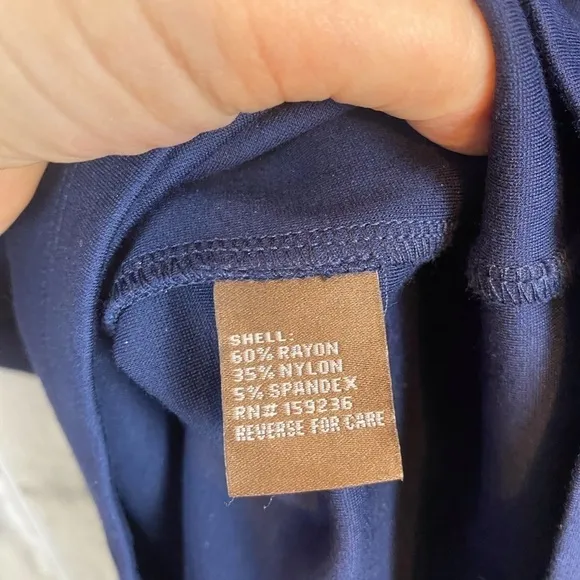 SHELL:
60% RAYON
35% NYLON
5% SPANDEX
RN# 159236
REVERSE FOR CARE